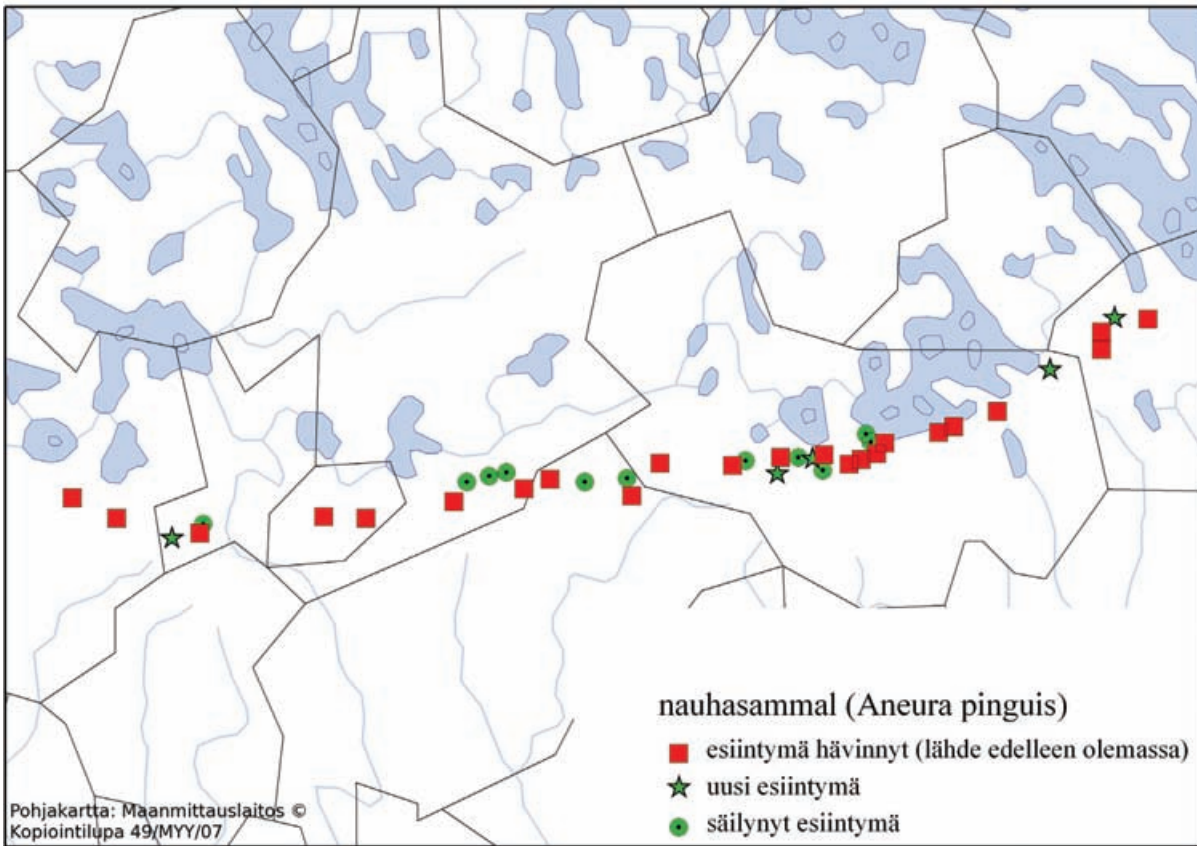 nauhasammal (Aneura pinguis)
esiintymä hävinnyt (lähde edelleen olemassa)
uusi esiintymä
säilynyt esiintymä
Pohjakartta: Maanmittauslaitos ©
Kopiointilupa 49/MYY/07